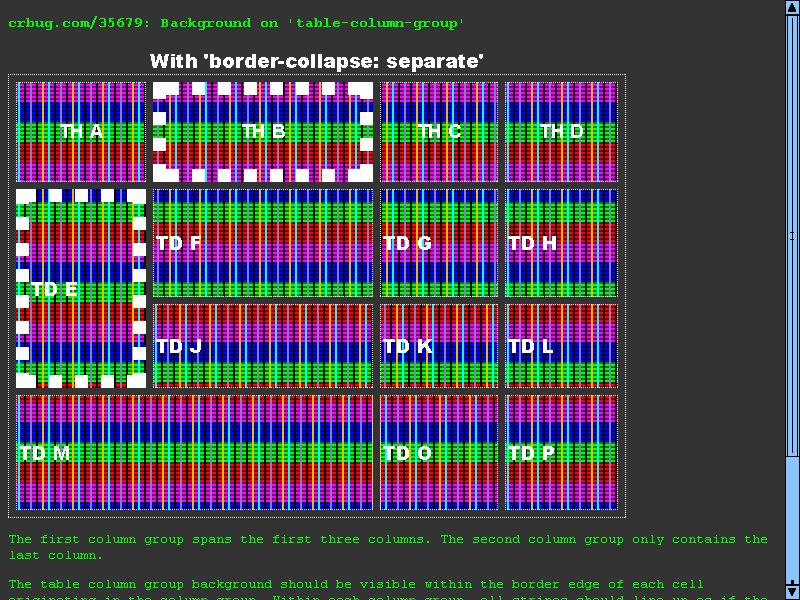 crbug.com/35679: Background on 'table-column-group'
With 'border-collapse: separate'
TH A TH B TH C TH D
TD E TD F TD G TD H
TD J TD K TD L
TD M TD O TD P
The first column group spans the first three columns. The second column group only contains the
last column.
The table column group background should be visible within the border edge of each cell
originating in the column group. Within each column group, all stripes should line up as if the